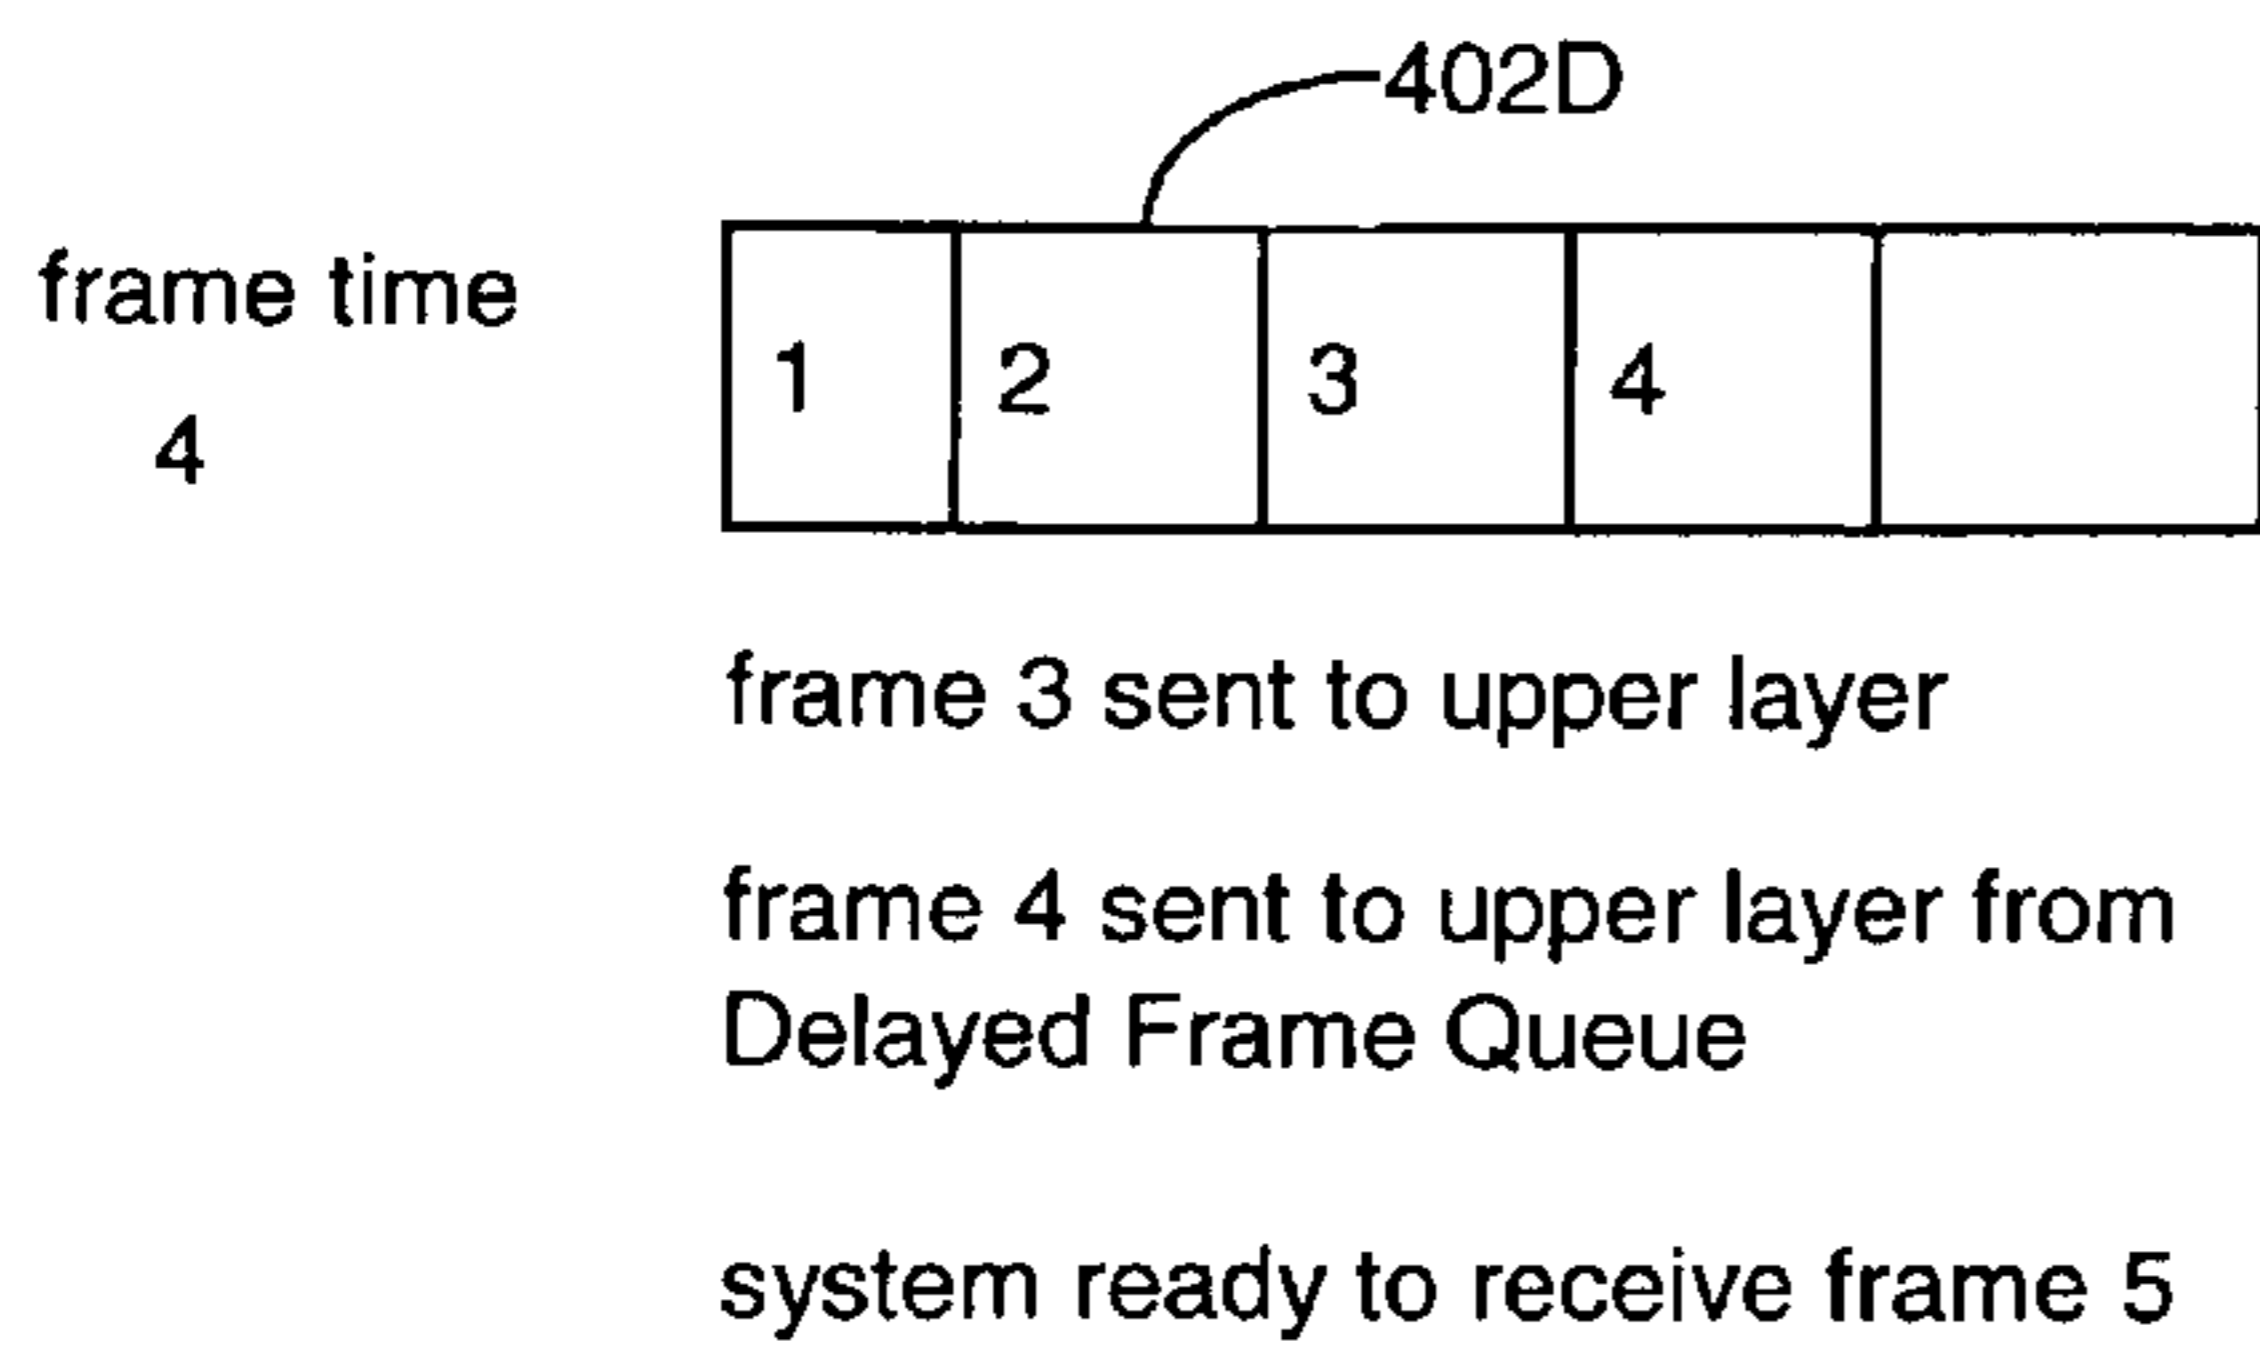 402D
frame time
4
1 2 3 4
frame 3 sent to upper layer
frame 4 sent to upper layer from
Delayed Frame Queue
system ready to receive frame 5